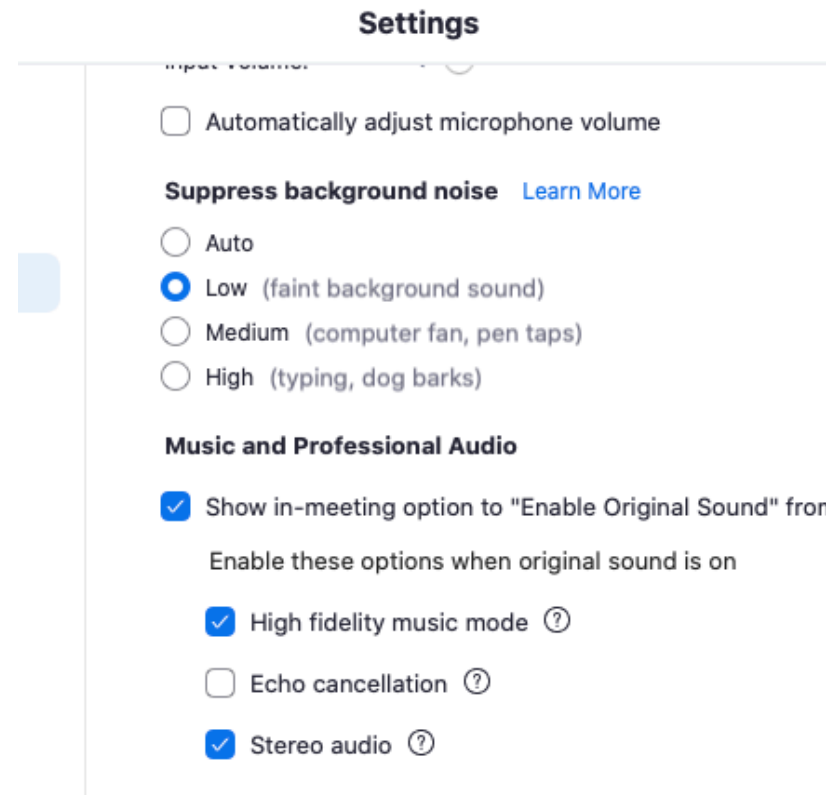 Settings
Automatically adjust microphone volume
Suppress background noise Learn More
Auto
Low (faint background sound)
Medium (computer fan, pen taps)
High (typing, dog barks)
Music and Professional Audio
Show in-meeting option to "Enable Original Sound" from
Enable these options when original sound is on
High fidelity music mode ?
Echo cancellation ?
Stereo audio ?